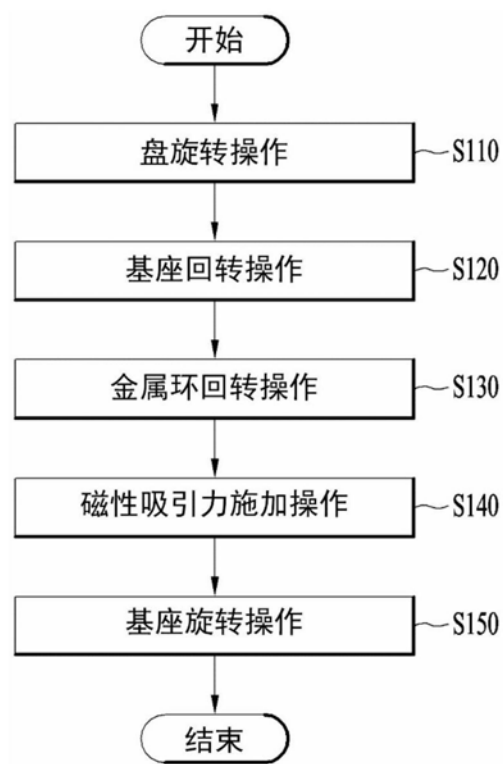 开始
盘旋转操作
S110
基座回转操作
S120
金属环回转操作
S130
磁性吸引力施加操作
S140
基座旋转操作
S150
结束